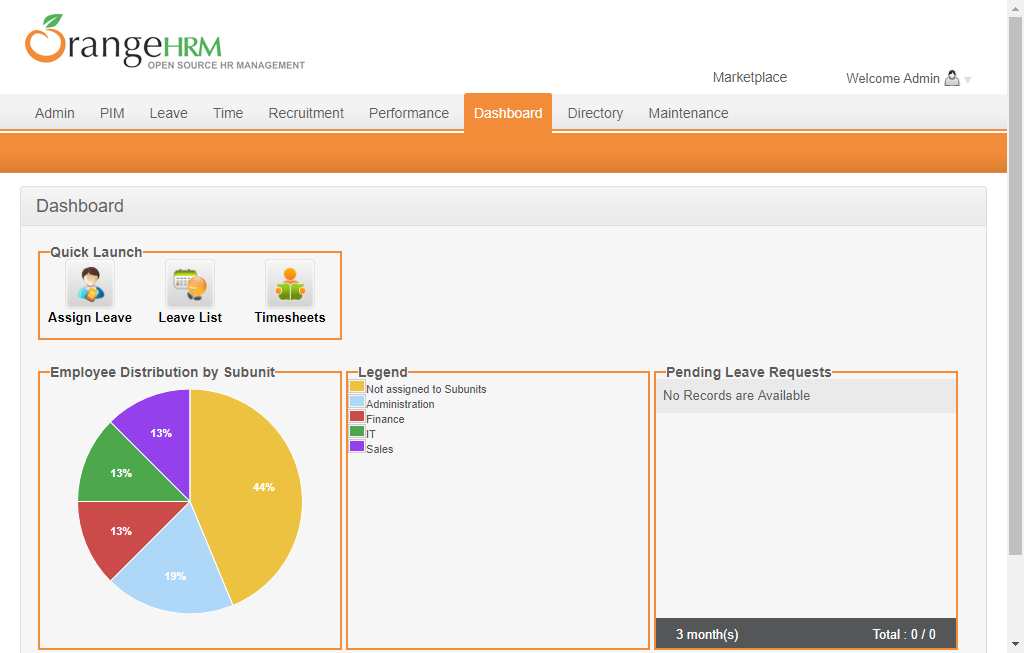 OrangeHRM
OPEN SOURCE HR MANAGEMENT
Marketplace
Welcome Admin
Admin PIM Leave Time Recruitment Performance Dashboard Directory Maintenance
Dashboard
Quick Launch
Assign Leave Leave List Timesheets
Employee Distribution by Subunit
13%
44%
13%
13%
19%
Legend
Not assigned to Subunits
Administration
Finance
IT
Sales
Pending Leave Requests
No Records are Available
3 month(s) Total : 0 / 0